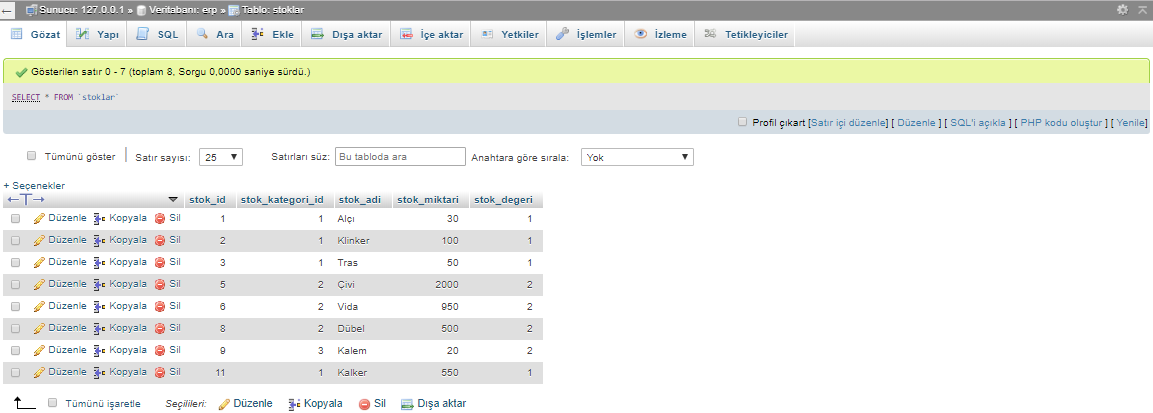 Sunucu: 127.0.0.1 » Veritabanı: erp » Tablo: stoklar
Gözat Yapı SQL Ara Ekle Dışa aktar İçe aktar Yetkiler İşlemler İzleme Tetikleyiciler
Gösterilen satır 0 - 7 (toplam 8, Sorgu 0,0000 saniye sürdü.)
SELECT * FROM `stoklar`
Profil çıkart [Satır içi düzenle] [ Düzenle ] [ SQL'i açıkla ] [ PHP kodu oluştur ] [ Yenile]
Tümünü göster Satır sayısı: 25 Satırları süz: Bu tabloda ara Anahtara göre sırala: Yok
+ Seçenekler
←T→ stok_id stok_kategori_id stok_adi stok_miktari stok_degeri
Düzenle Kopyala Sil 1 1 Alçı 30 1
Düzenle Kopyala Sil 2 1 Klinker 100 1
Düzenle Kopyala Sil 3 1 Tras 50 1
Düzenle Kopyala Sil 5 2 Çivi 2000 2
Düzenle Kopyala Sil 6 2 Vida 950 2
Düzenle Kopyala Sil 8 2 Dübel 500 2
Düzenle Kopyala Sil 9 3 Kalem 20 2
Düzenle Kopyala Sil 11 1 Kalker 550 1
Tümünü işaretle Seçilileri: Düzenle Kopyala Sil Dışa aktar